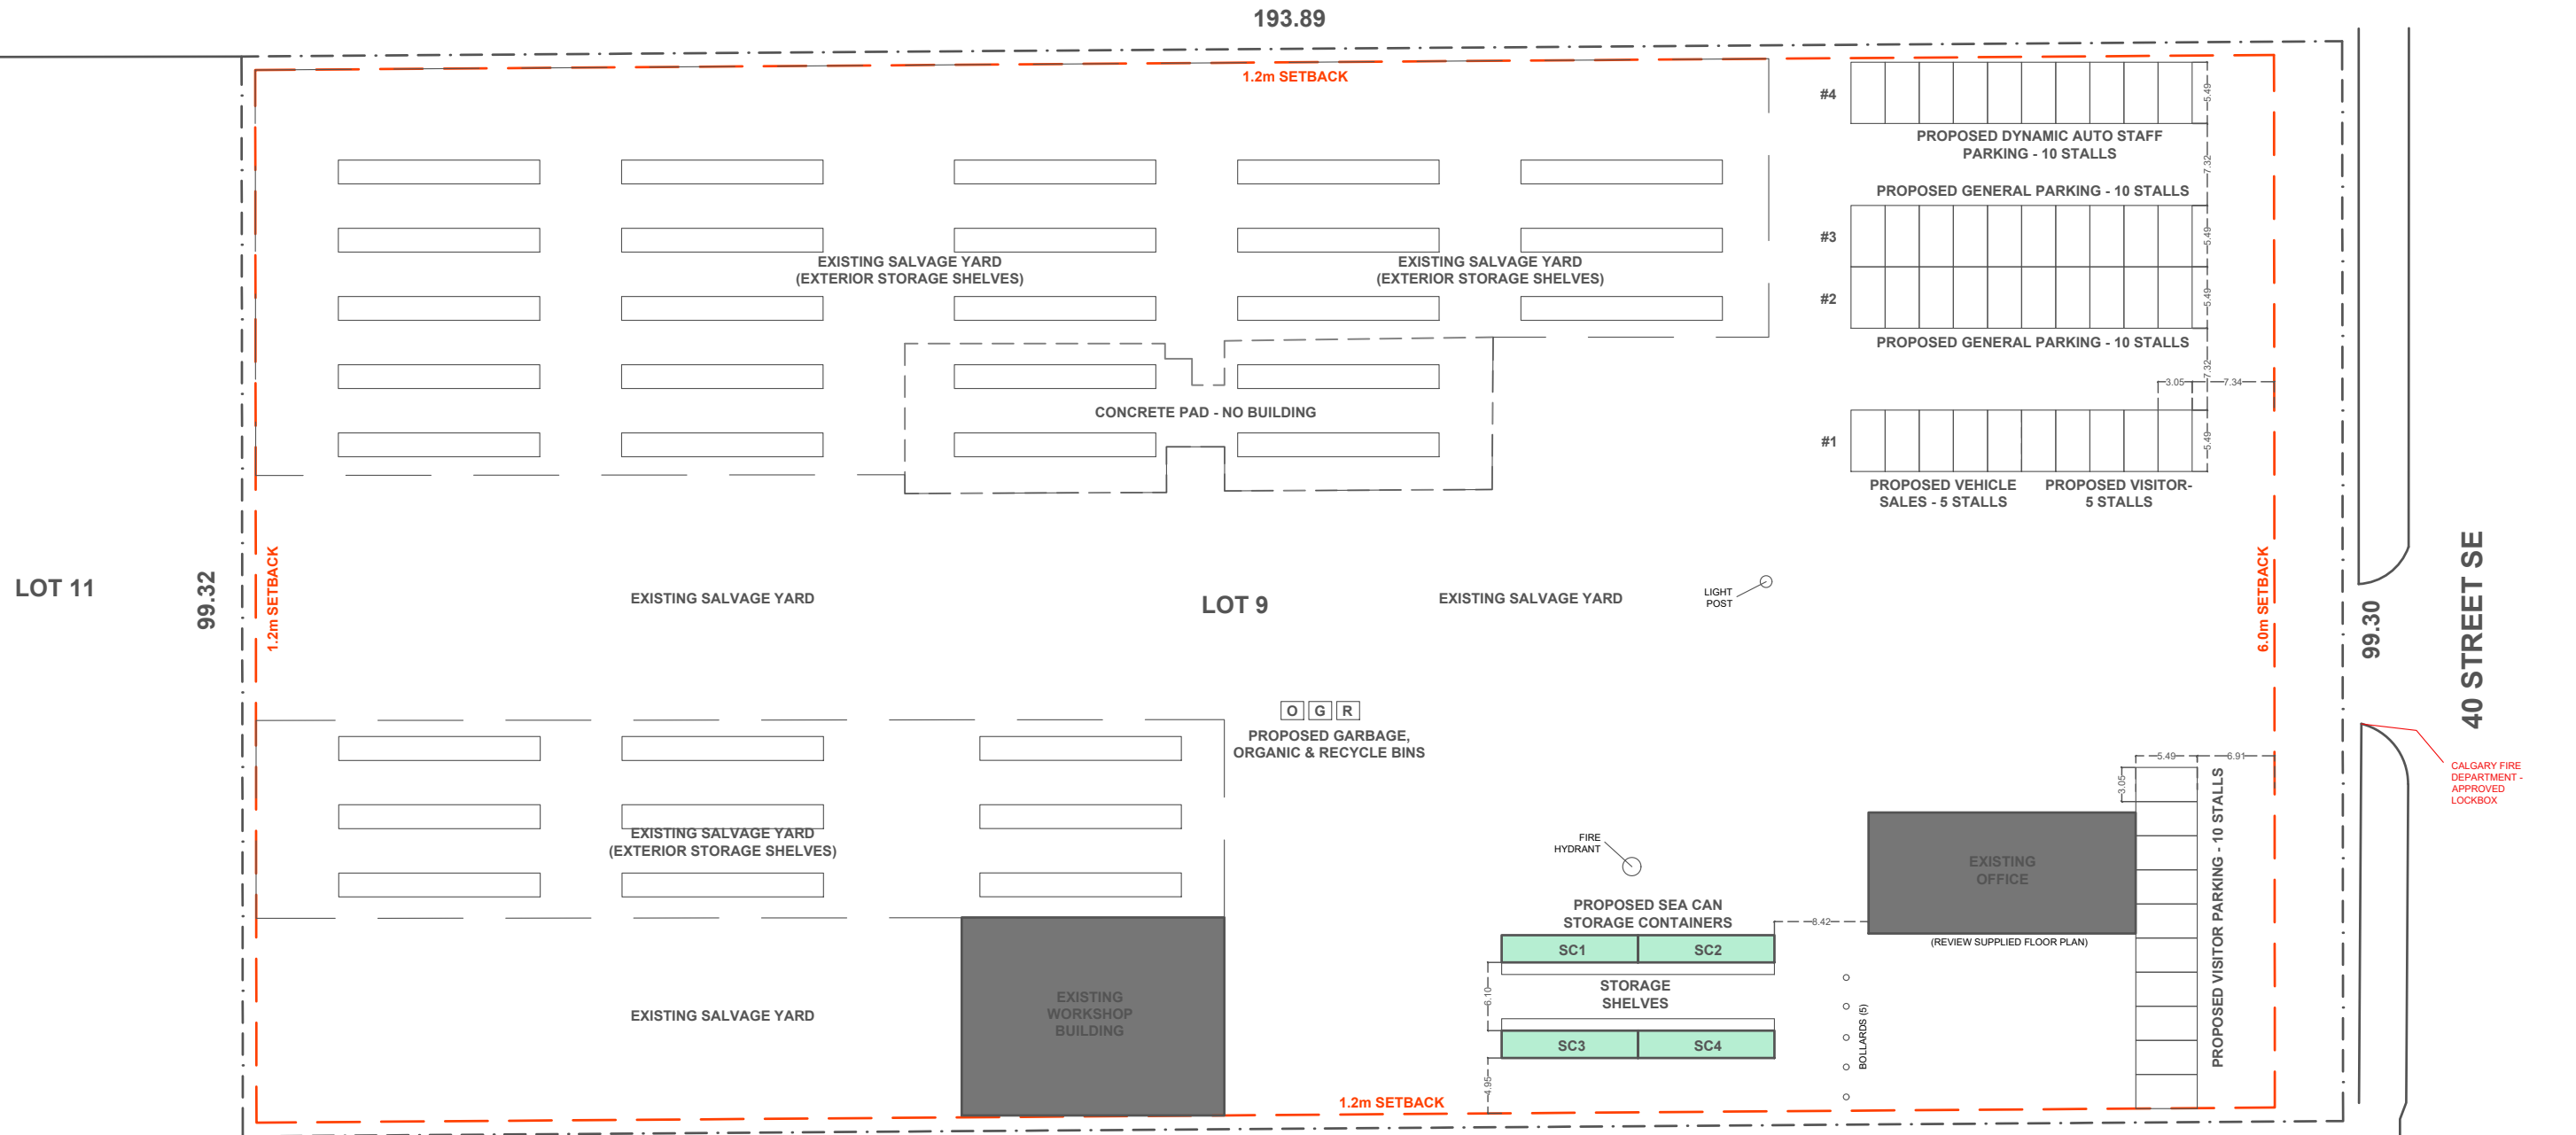 193.89
1.2m SETBACK
#4
5.49
PROPOSED DYNAMIC AUTO STAFF
PARKING - 10 STALLS
7.32
PROPOSED GENERAL PARKING - 10 STALLS
#3
5.49
EXISTING SALVAGE YARD
(EXTERIOR STORAGE SHELVES)
EXISTING SALVAGE YARD
(EXTERIOR STORAGE SHELVES)
#2
5.49
PROPOSED GENERAL PARKING - 10 STALLS
7.32
3.05
7.34
CONCRETE PAD - NO BUILDING
#1
5.49
PROPOSED VEHICLE
SALES - 5 STALLS
PROPOSED VISITOR-
5 STALLS
LOT 11
99.32
1.2m SETBACK
EXISTING SALVAGE YARD
LOT 9
EXISTING SALVAGE YARD
LIGHT
POST
6.0m SETBACK
99.30
40 STREET SE
O G R
PROPOSED GARBAGE,
ORGANIC & RECYCLE BINS
5.49
6.91
3.05
CALGARY FIRE
DEPARTMENT -
APPROVED
LOCKBOX
EXISTING SALVAGE YARD
(EXTERIOR STORAGE SHELVES)
FIRE
HYDRANT
EXISTING
OFFICE
(REVIEW SUPPLIED FLOOR PLAN)
PROPOSED VISITOR PARKING - 10 STALLS
PROPOSED SEA CAN
STORAGE CONTAINERS
8.42
SC1
SC2
6.10
STORAGE
SHELVES
SC3
SC4
4.95
BOLLARDS (5)
EXISTING
WORKSHOP
BUILDING
EXISTING SALVAGE YARD
1.2m SETBACK